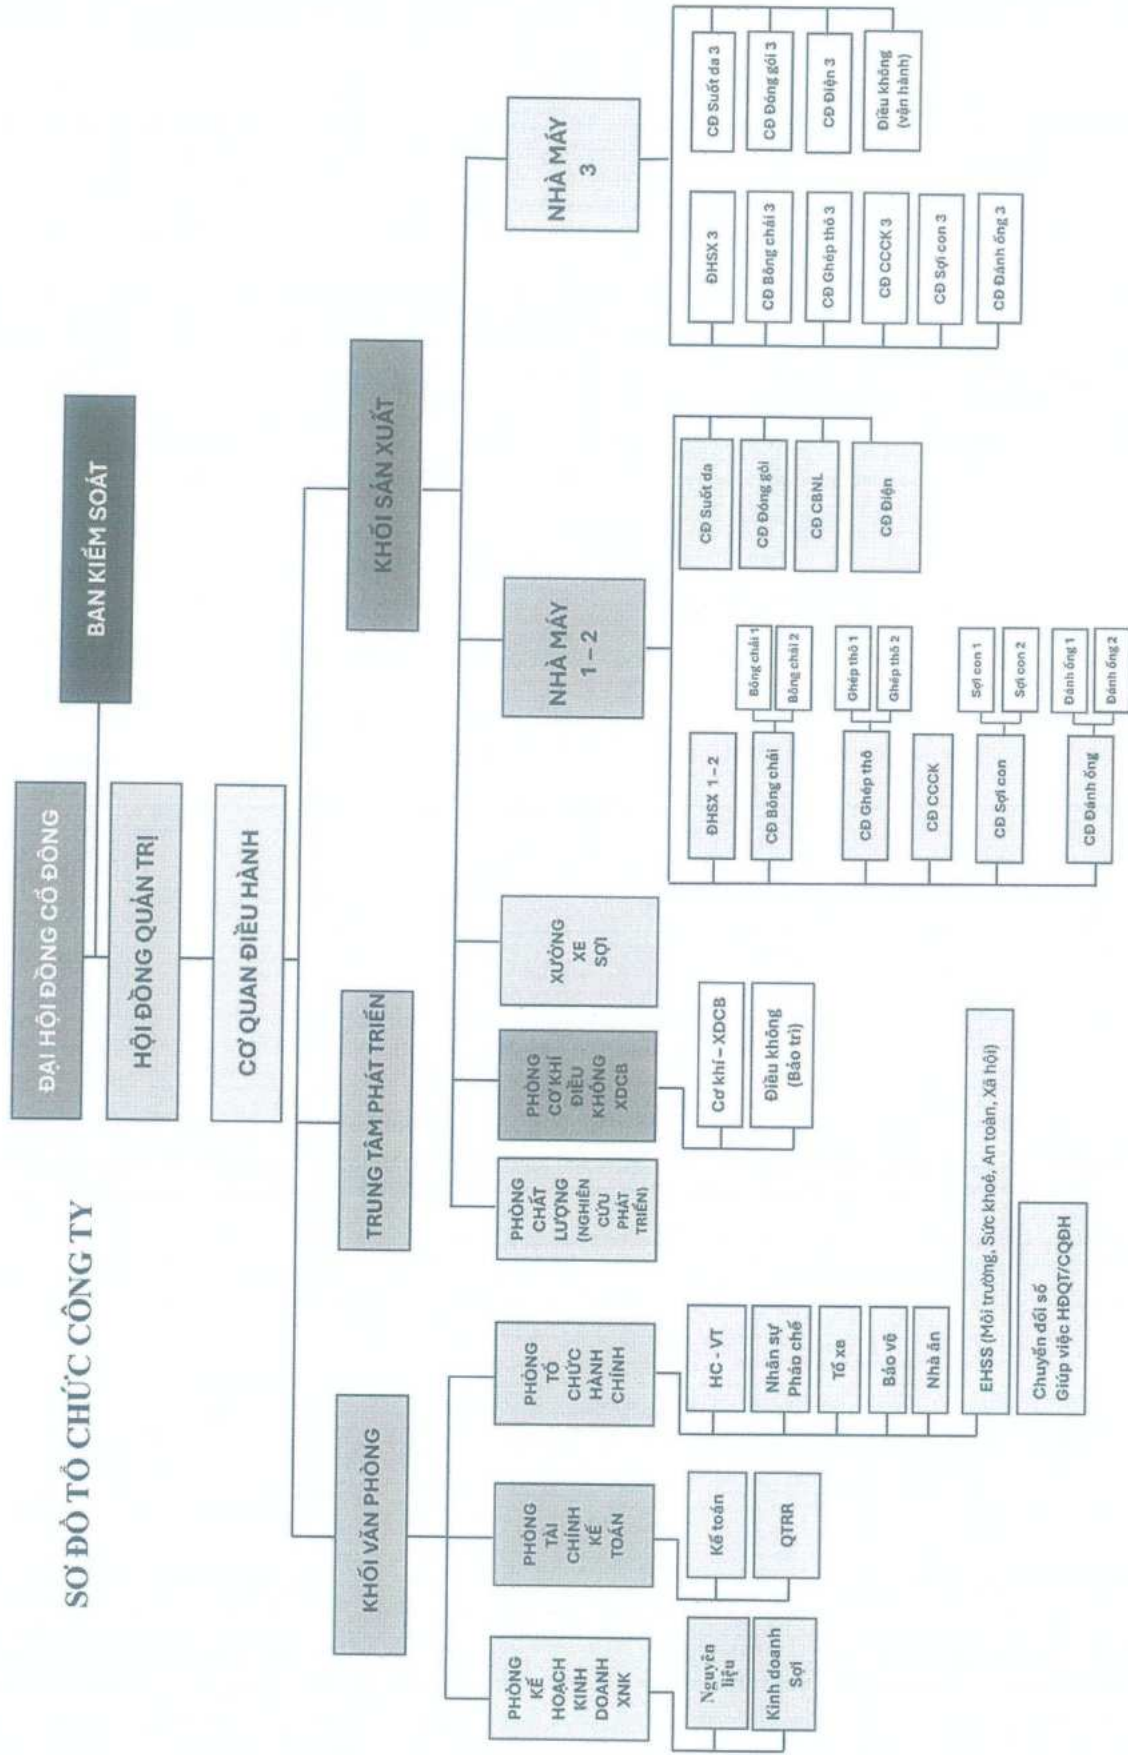 SƠ ĐỒ TỔ CHỨC CÔNG TY
ĐẠI HỘI ĐỒNG CỔ ĐÔNG
BAN KIỂM SOÁT
HỘI ĐỒNG QUẢN TRỊ
CƠ QUAN ĐIỀU HÀNH
KHỐI VĂN PHÒNG
TRUNG TÂM PHÁT TRIỂN
KHỐI SẢN XUẤT
PHÒNG
KẾ
HOẠCH
KINH
DOANH
XNK
PHÒNG
TÀI
CHÍNH
KẾ
TOÁN
PHÒNG
TỔ
CHỨC
HÀNH
CHÍNH
PHÒNG
CHẤT
LƯỢNG
(NGHIÊN
CỨU
PHÁT
TRIỂN)
PHÒNG
CƠ KHÍ
ĐIỀU
KHÔNG
XDCB
XƯỞNG
XE
SỢI
NHÀ MÁY
1 – 2
NHÀ MÁY
3
Nguyên
liệu
Kinh doanh
Sợi
Kế toán
QTRR
HC - VT
Nhân sự
Pháp chế
Tổ xe
Bảo vệ
Nhà ăn
EHSS (Môi trường, Sức khoẻ, An toàn, Xã hội)
Chuyển đổi số
Giúp việc HĐQT/CQĐH
Cơ khí – XDCB
Điều không
(Bảo trì)
ĐHSX 1 – 2
CĐ Bông chải
Bông chải 1
Bông chải 2
CĐ Ghép thô
Ghép thô 1
Ghép thô 2
CĐ CCCK
CĐ Sợi con
Sợi con 1
Sợi con 2
CĐ Đánh ống
Đánh ống 1
Đánh ống 2
CĐ Suốt da
CĐ Đóng gói
CĐ CBNL
CĐ Điện
ĐHSX 3
CĐ Bông chải 3
CĐ Ghép thô 3
CĐ CCCK 3
CĐ Sợi con 3
CĐ Đánh ống 3
CĐ Suốt da 3
CĐ Đóng gói 3
CĐ Điện 3
Điều không
(vận hành)